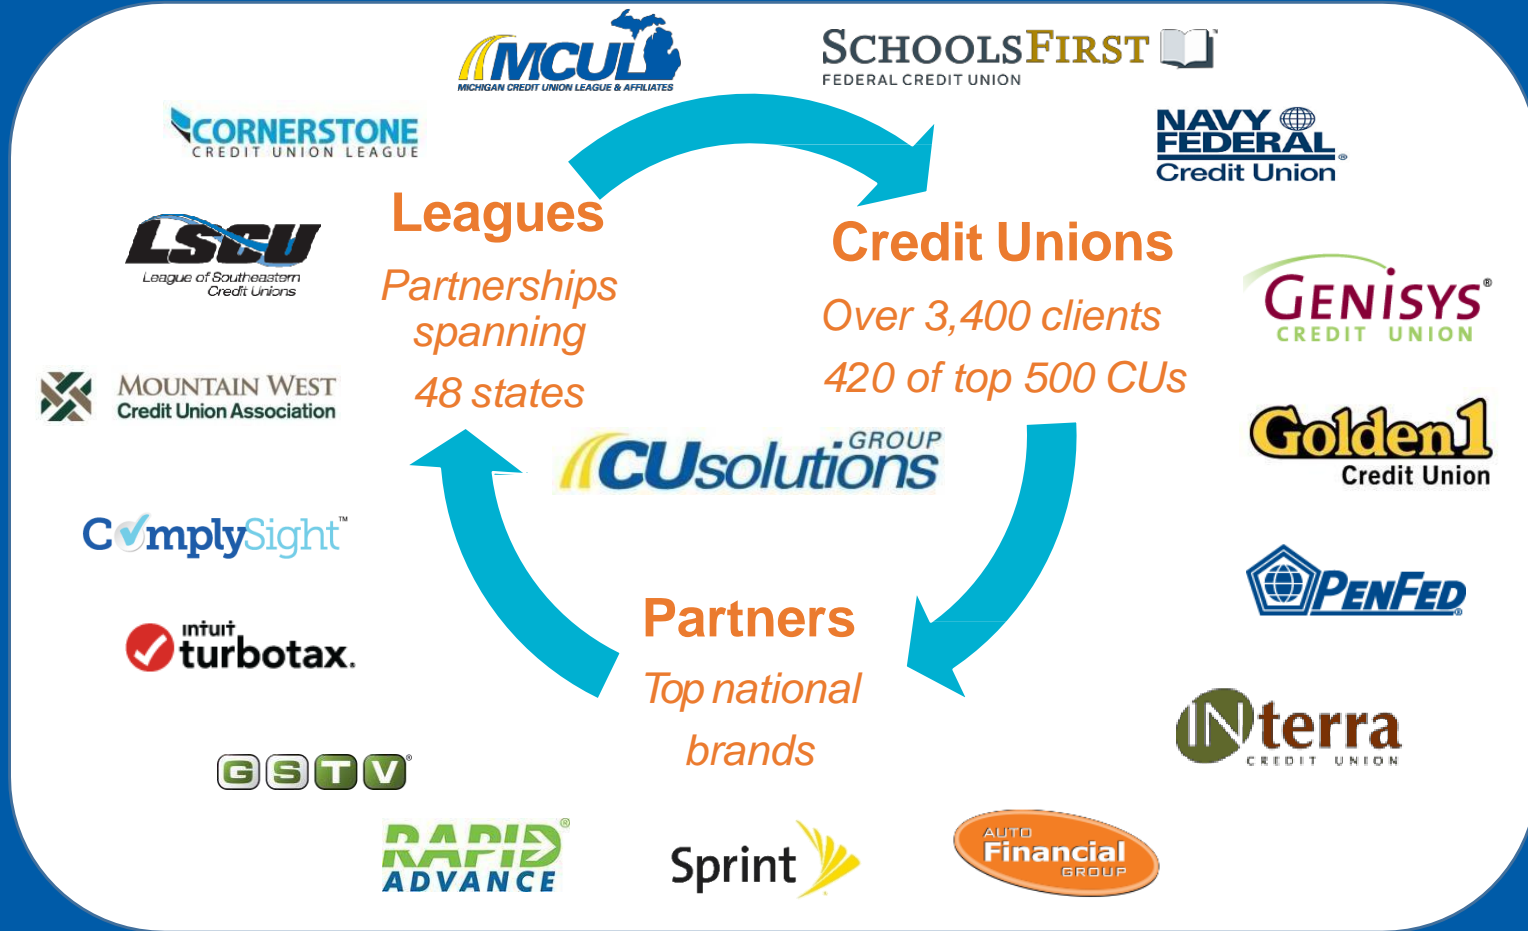 MCUL
MICHIGAN CREDIT UNION LEAGUE & AFFILIATES
SCHOOLSFIRST
FEDERAL CREDIT UNION
CORNERSTONE
CREDIT UNION LEAGUE
NAVY
FEDERAL®
Credit Union
Leagues
Partnerships
spanning
48 states
Credit Unions
Over 3,400 clients
420 of top 500 CUs
LSCU
League of Southeastern
Credit Unions
GENISYS®
CREDIT UNION
MOUNTAIN WEST
Credit Union Association
Golden1
Credit Union
GROUP
CUsolutions
ComplySight™
PENFED®
Partners
Top national
brands
intuit
turbotax.
INterra
CREDIT UNION
GSTV®
RAPID®
ADVANCE
Sprint
AUTO
Financial
GROUP